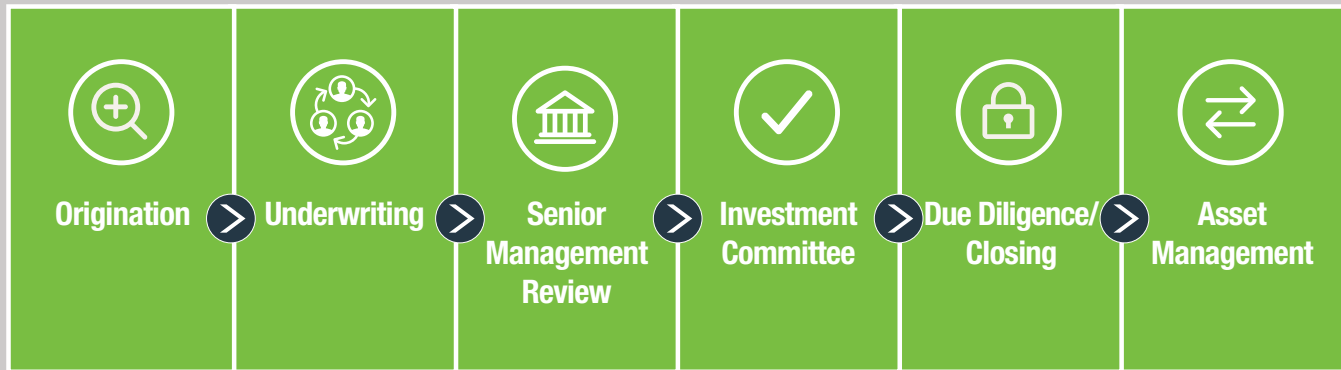 Origination
Underwriting
Senior
Management
Review
Investment
Committee
Due Diligence/
Closing
Asset
Management